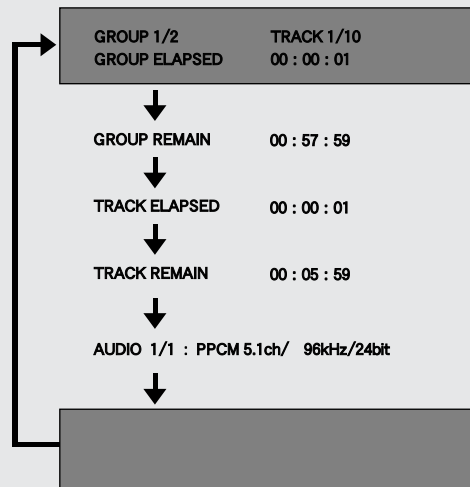 GROUP 1/2 TRACK 1/10
GROUP ELAPSED 00 : 00 : 01
GROUP REMAIN 00 : 57 : 59
TRACK ELAPSED 00 : 00 : 01
TRACK REMAIN 00 : 05 : 59
AUDIO 1/1 : PPCM 5.1ch/ 96kHz/24bit